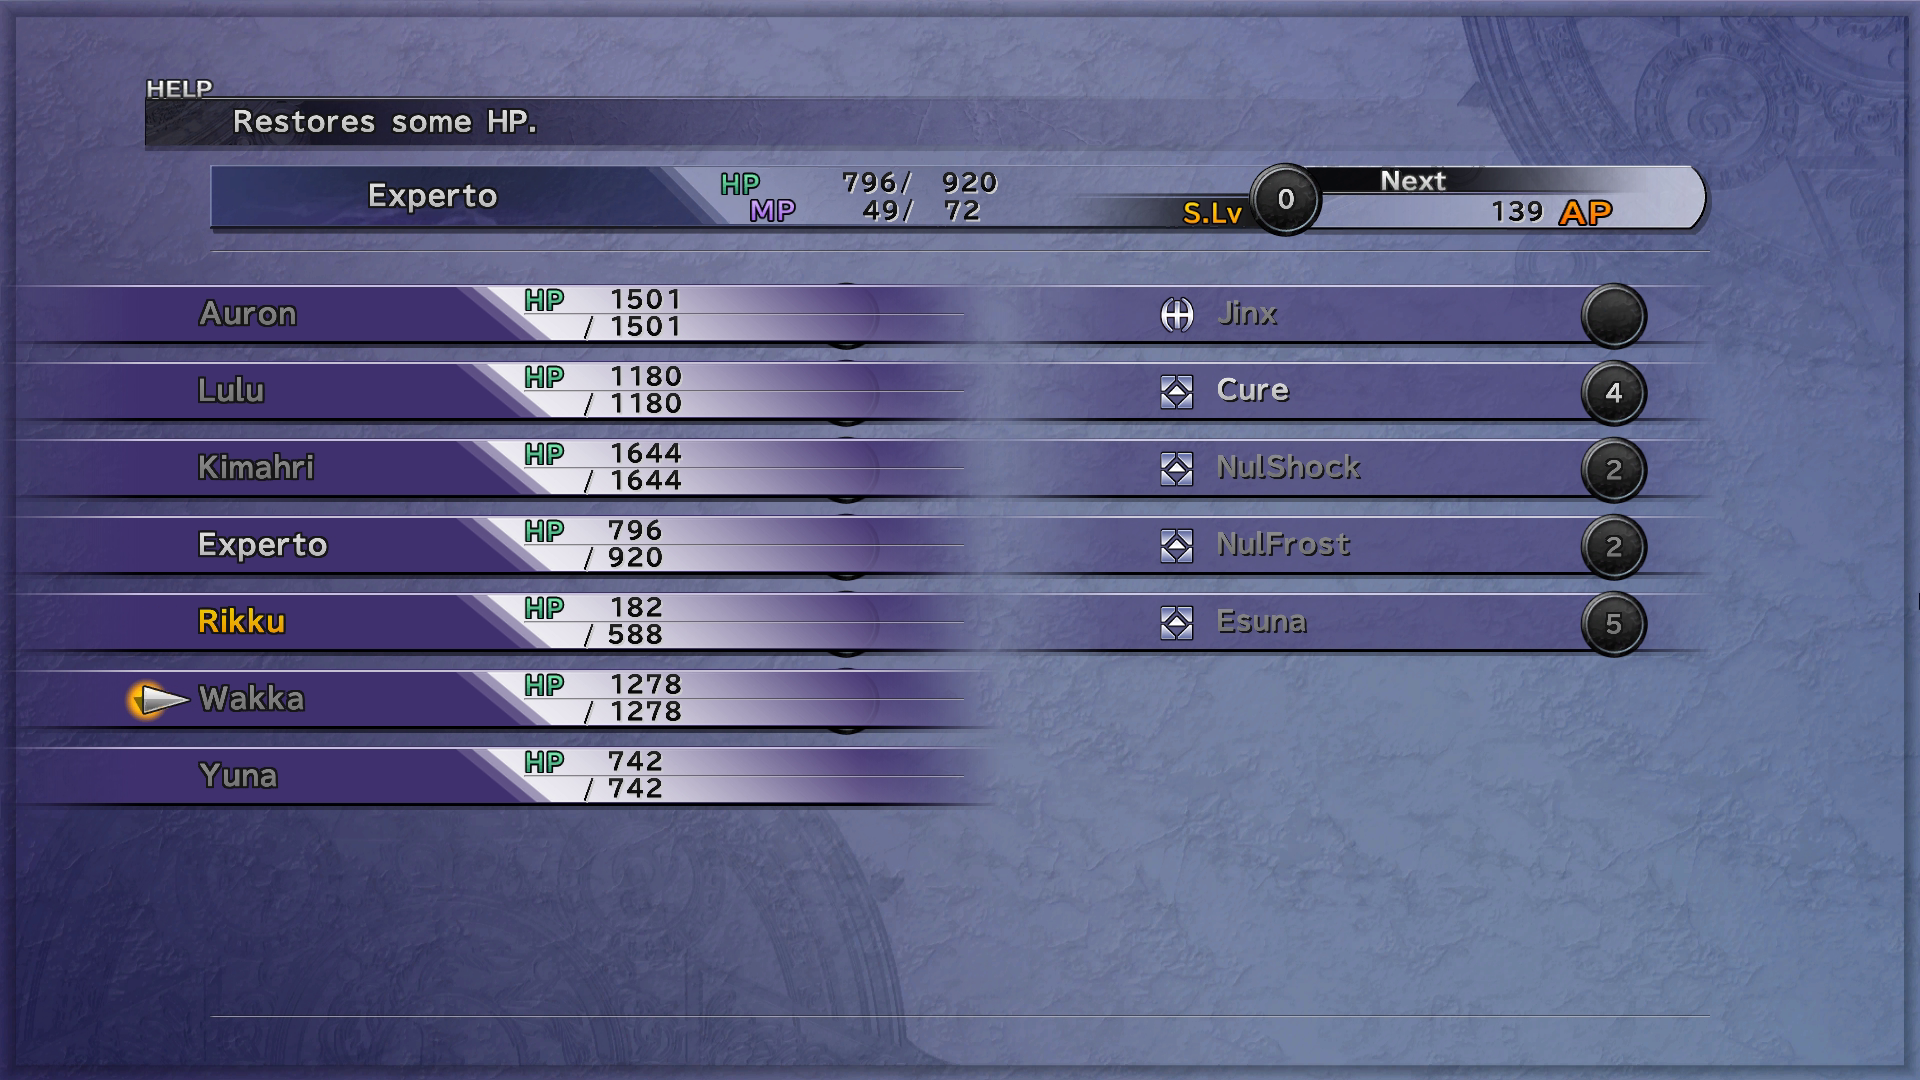 HELP
Restores some HP.
Experto HP 796/ 920 MP 49/ 72 S.Lv 0 Next 139 AP
Auron HP 1501 / 1501
Lulu HP 1180 / 1180
Kimahri HP 1644 / 1644
Experto HP 796 / 920
Rikku HP 182 / 588
Wakka HP 1278 / 1278
Yuna HP 742 / 742
Jinx
Cure 4
NulShock 2
NulFrost 2
Esuna 5